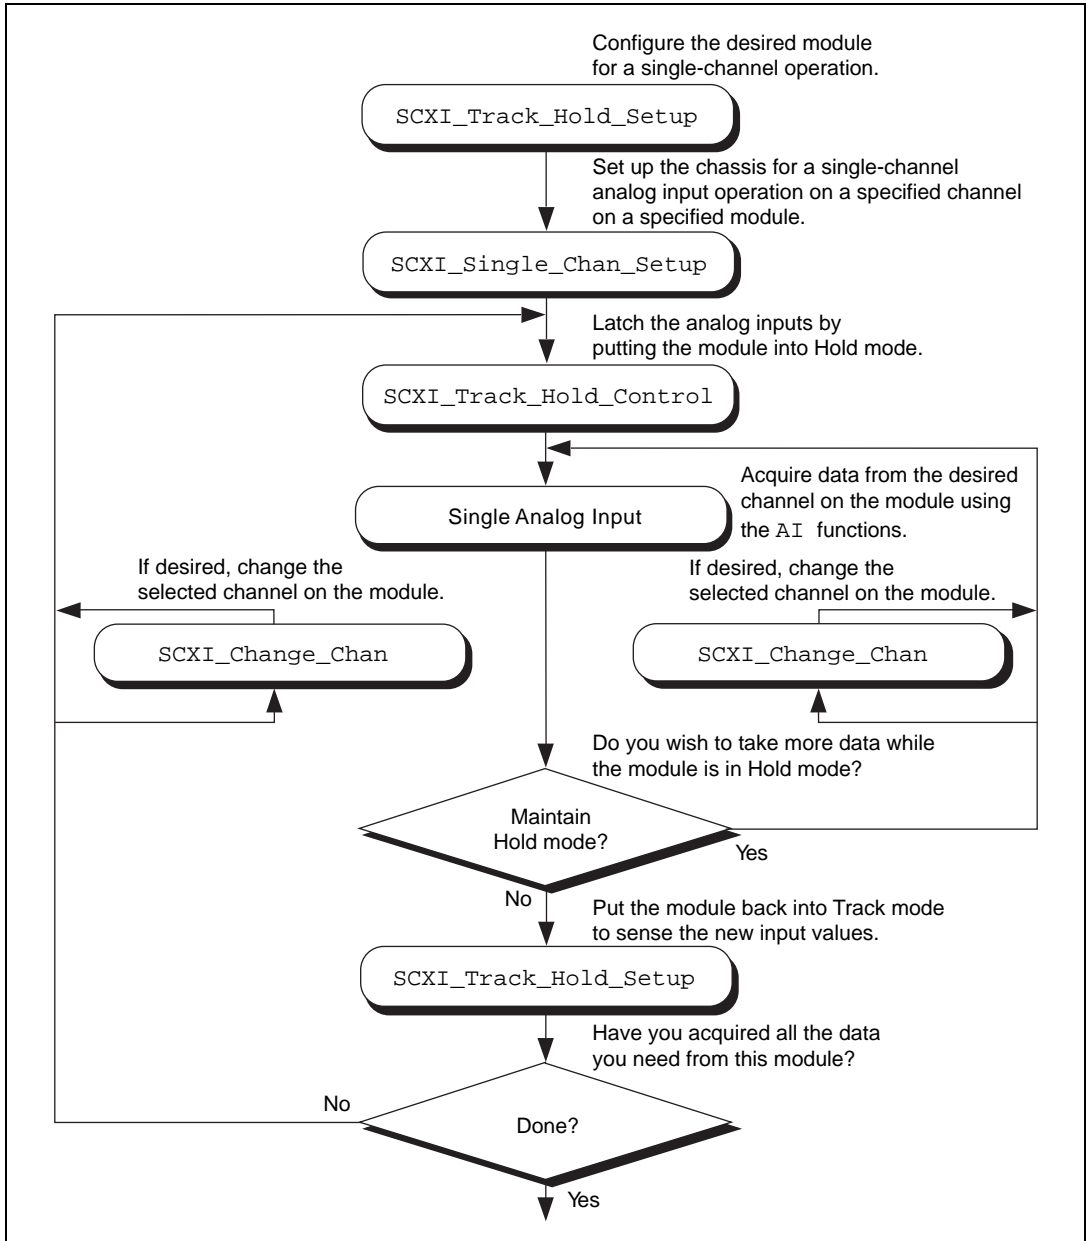 Configure the desired module
for a single-channel operation.
SCXI_Track_Hold_Setup
Set up the chassis for a single-channel
analog input operation on a specified channel
on a specified module.
SCXI_Single_Chan_Setup
Latch the analog inputs by
putting the module into Hold mode.
SCXI_Track_Hold_Control
Acquire data from the desired
channel on the module using
the AI functions.
Single Analog Input
If desired, change the
selected channel on the module.
SCXI_Change_Chan
If desired, change the
selected channel on the module.
SCXI_Change_Chan
Do you wish to take more data while
the module is in Hold mode?
Maintain
Hold mode?
Yes
No
Put the module back into Track mode
to sense the new input values.
SCXI_Track_Hold_Setup
Have you acquired all the data
you need from this module?
No
Done?
Yes